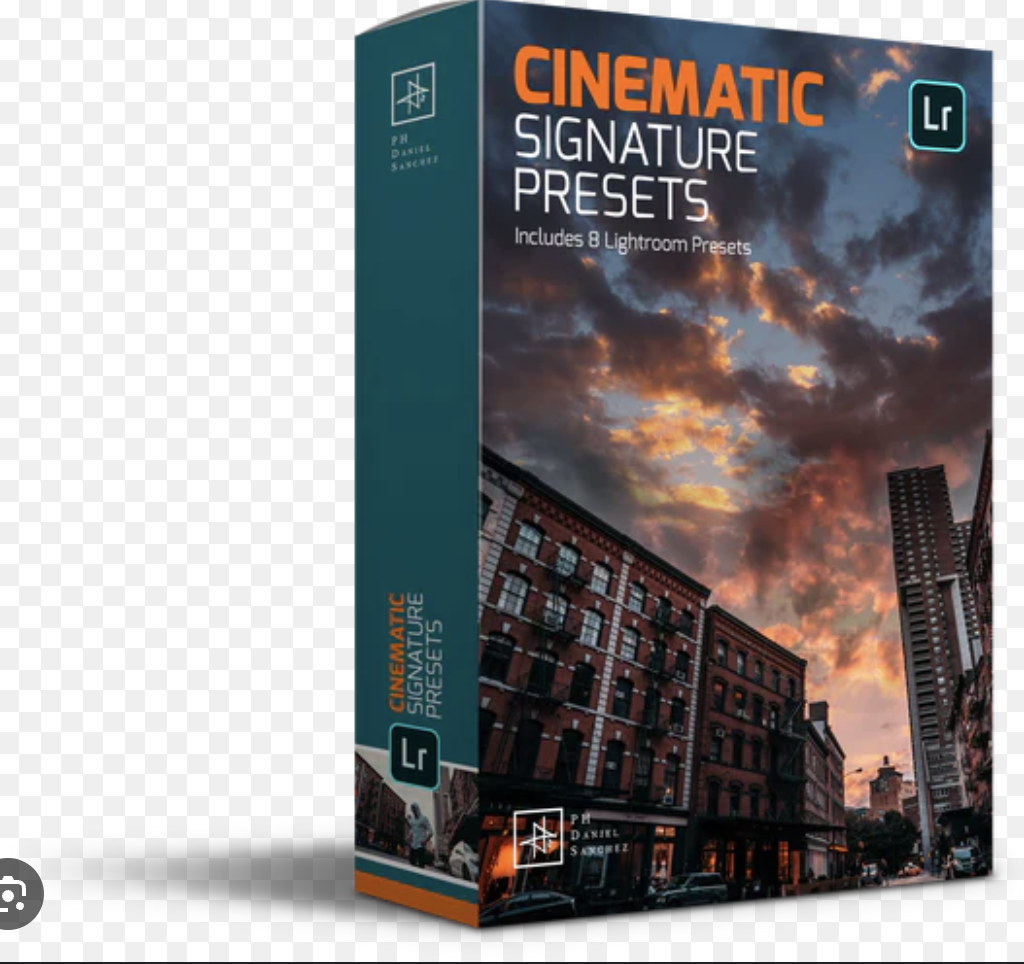 PH
DANIEL
SANCHEZ
CINEMATIC
SIGNATURE
PRESETS
Lr
CINEMATIC
SIGNATURE
PRESETS
Includes 8 Lightroom Presets
Lr
PH
DANIEL
SANCHEZ